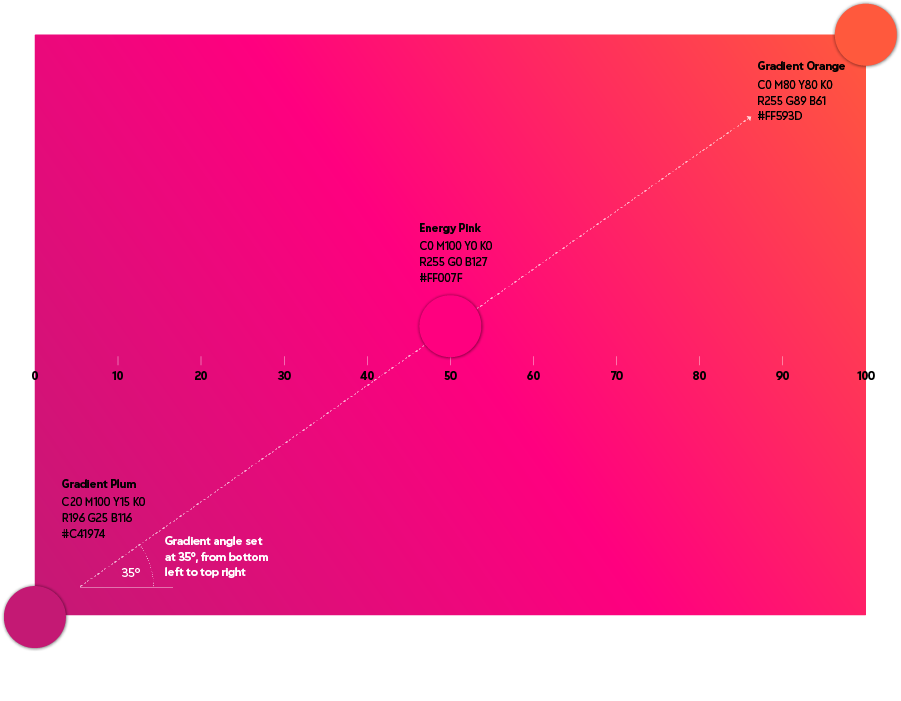 Gradient Orange
C0 M80 Y80 K0
R255 G89 B61
#FF593D
Energy Pink
C0 M100 Y0 K0
R255 G0 B127
#FF007F
0 10 20 30 40 50 60 70 80 90 100
Gradient Plum
C20 M100 Y15 K0
R196 G25 B116
#C41974
Gradient angle set
at 35º, from bottom
left to top right
35º